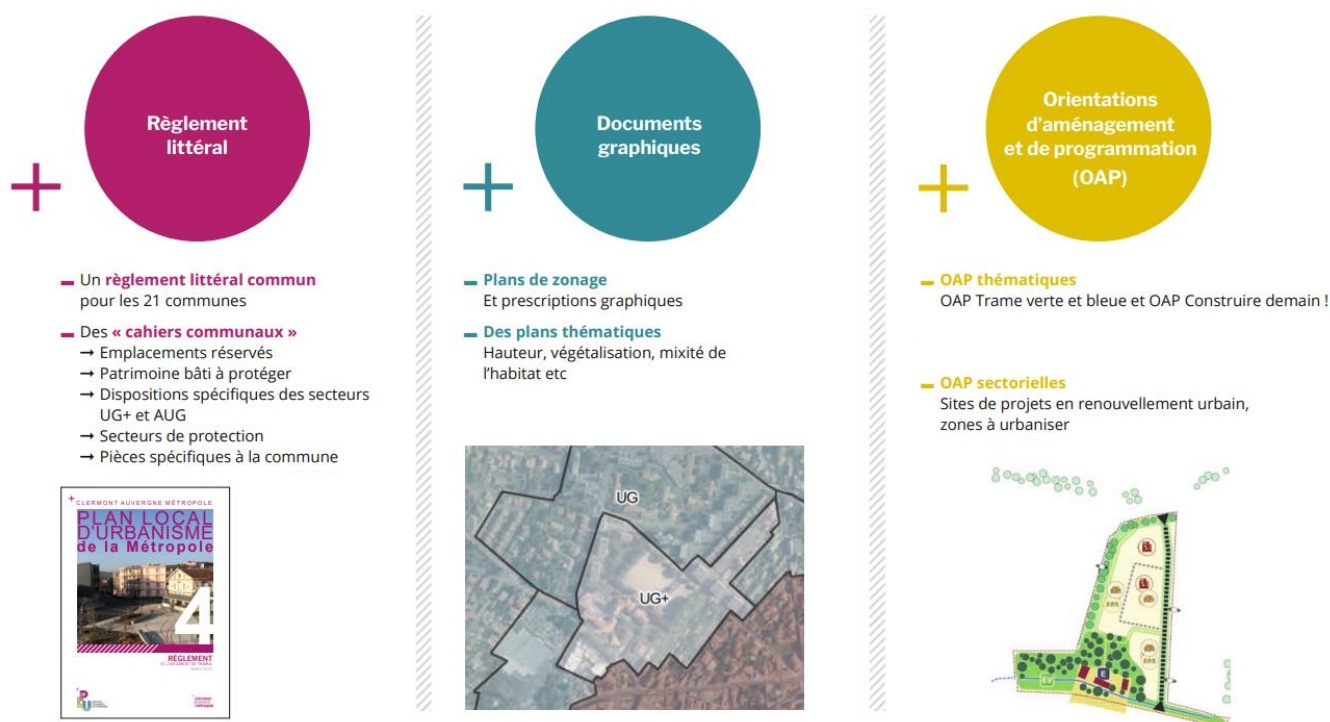 Règlement
littéral
Un règlement littéral commun
pour les 21 communes
Des « cahiers communaux »
→ Emplacements réservés
→ Patrimoine bâti à protéger
→ Dispositions spécifiques des secteurs
UG+ et AUG
→ Secteurs de protection
→ Pièces spécifiques à la commune
CLERMONT AUVERGNE MÉTROPOLE
PLAN LOCAL
D'URBANISME
de la Métropole
4
RÈGLEMENT
Documents
graphiques
Plans de zonage
Et prescriptions graphiques
Des plans thématiques
Hauteur, végétalisation, mixité de
l'habitat etc
UG
UG+
Orientations
d'aménagement
et de programmation
(OAP)
OAP thématiques
OAP Trame verte et bleue et OAP Construire demain !
OAP sectorielles
Sites de projets en renouvellement urbain,
zones à urbaniser
E
EV